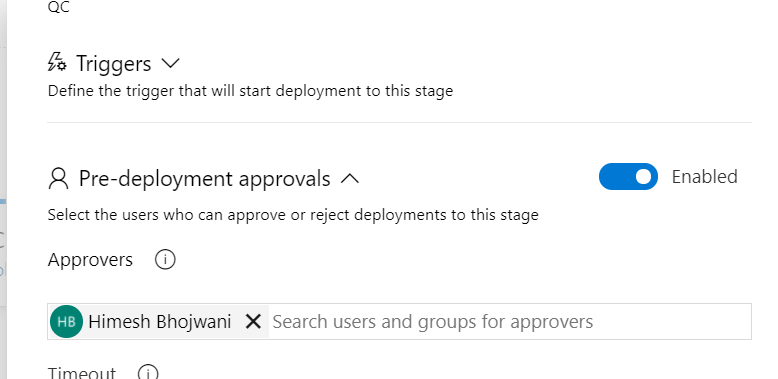 QC
Triggers
Define the trigger that will start deployment to this stage
Pre-deployment approvals
Enabled
Select the users who can approve or reject deployments to this stage
Approvers
HB Himesh Bhojwani Search users and groups for approvers
Timeout